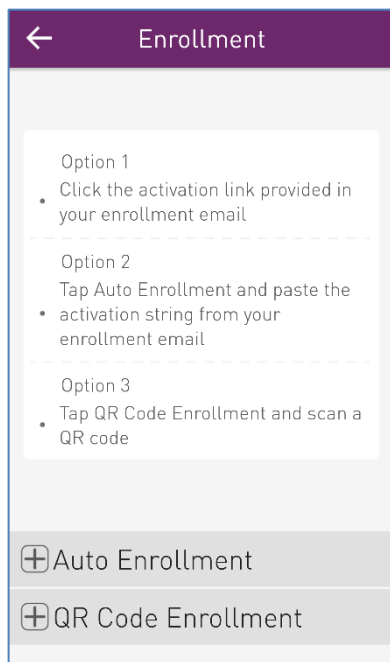 Enrollment
Option 1
Click the activation link provided in
your enrollment email
Option 2
Tap Auto Enrollment and paste the
activation string from your
enrollment email
Option 3
Tap QR Code Enrollment and scan a
QR code
Auto Enrollment
QR Code Enrollment